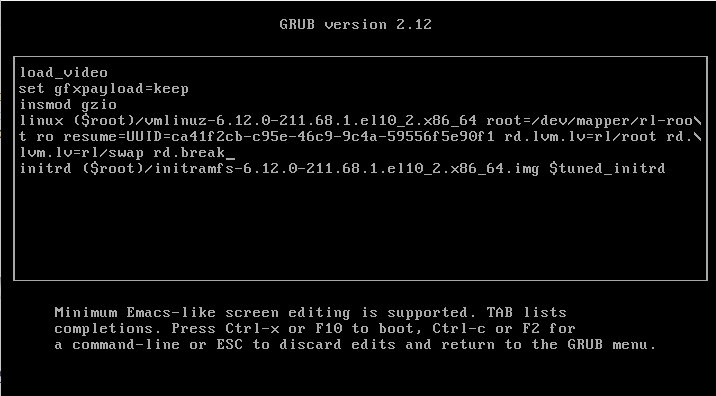 GRUB version 2.12
load_video
set gfxpayload=keep
insmod gzio
linux ($root)/vmlinuz-6.12.0-211.68.1.el10_2.x86_64 root=/dev/mapper/rl-roo\
t ro resume=UUID=ca41f2cb-c95e-46c9-9c4a-59556f5e90f1 rd.lvm.lv=rl/root rd.\
lvm.lv=rl/swap rd.break_
initrd ($root)/initramfs-6.12.0-211.68.1.el10_2.x86_64.img $tuned_initrd
Minimum Emacs-like screen editing is supported. TAB lists
completions. Press Ctrl-x or F10 to boot, Ctrl-c or F2 for
a command-line or ESC to discard edits and return to the GRUB menu.